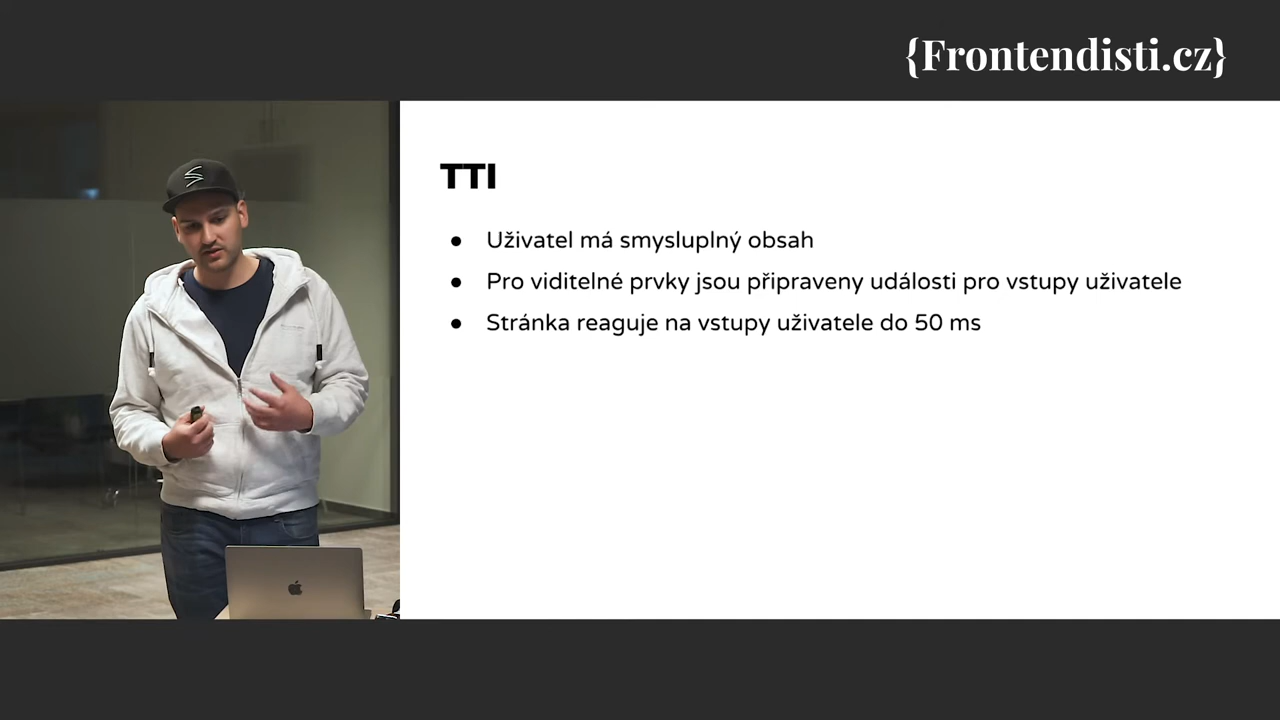 {Frontendisti.cz}
TTI
● Uživatel má smysluplný obsah
● Pro viditelné prvky jsou připraveny události pro vstupy uživatele
● Stránka reaguje na vstupy uživatele do 50 ms